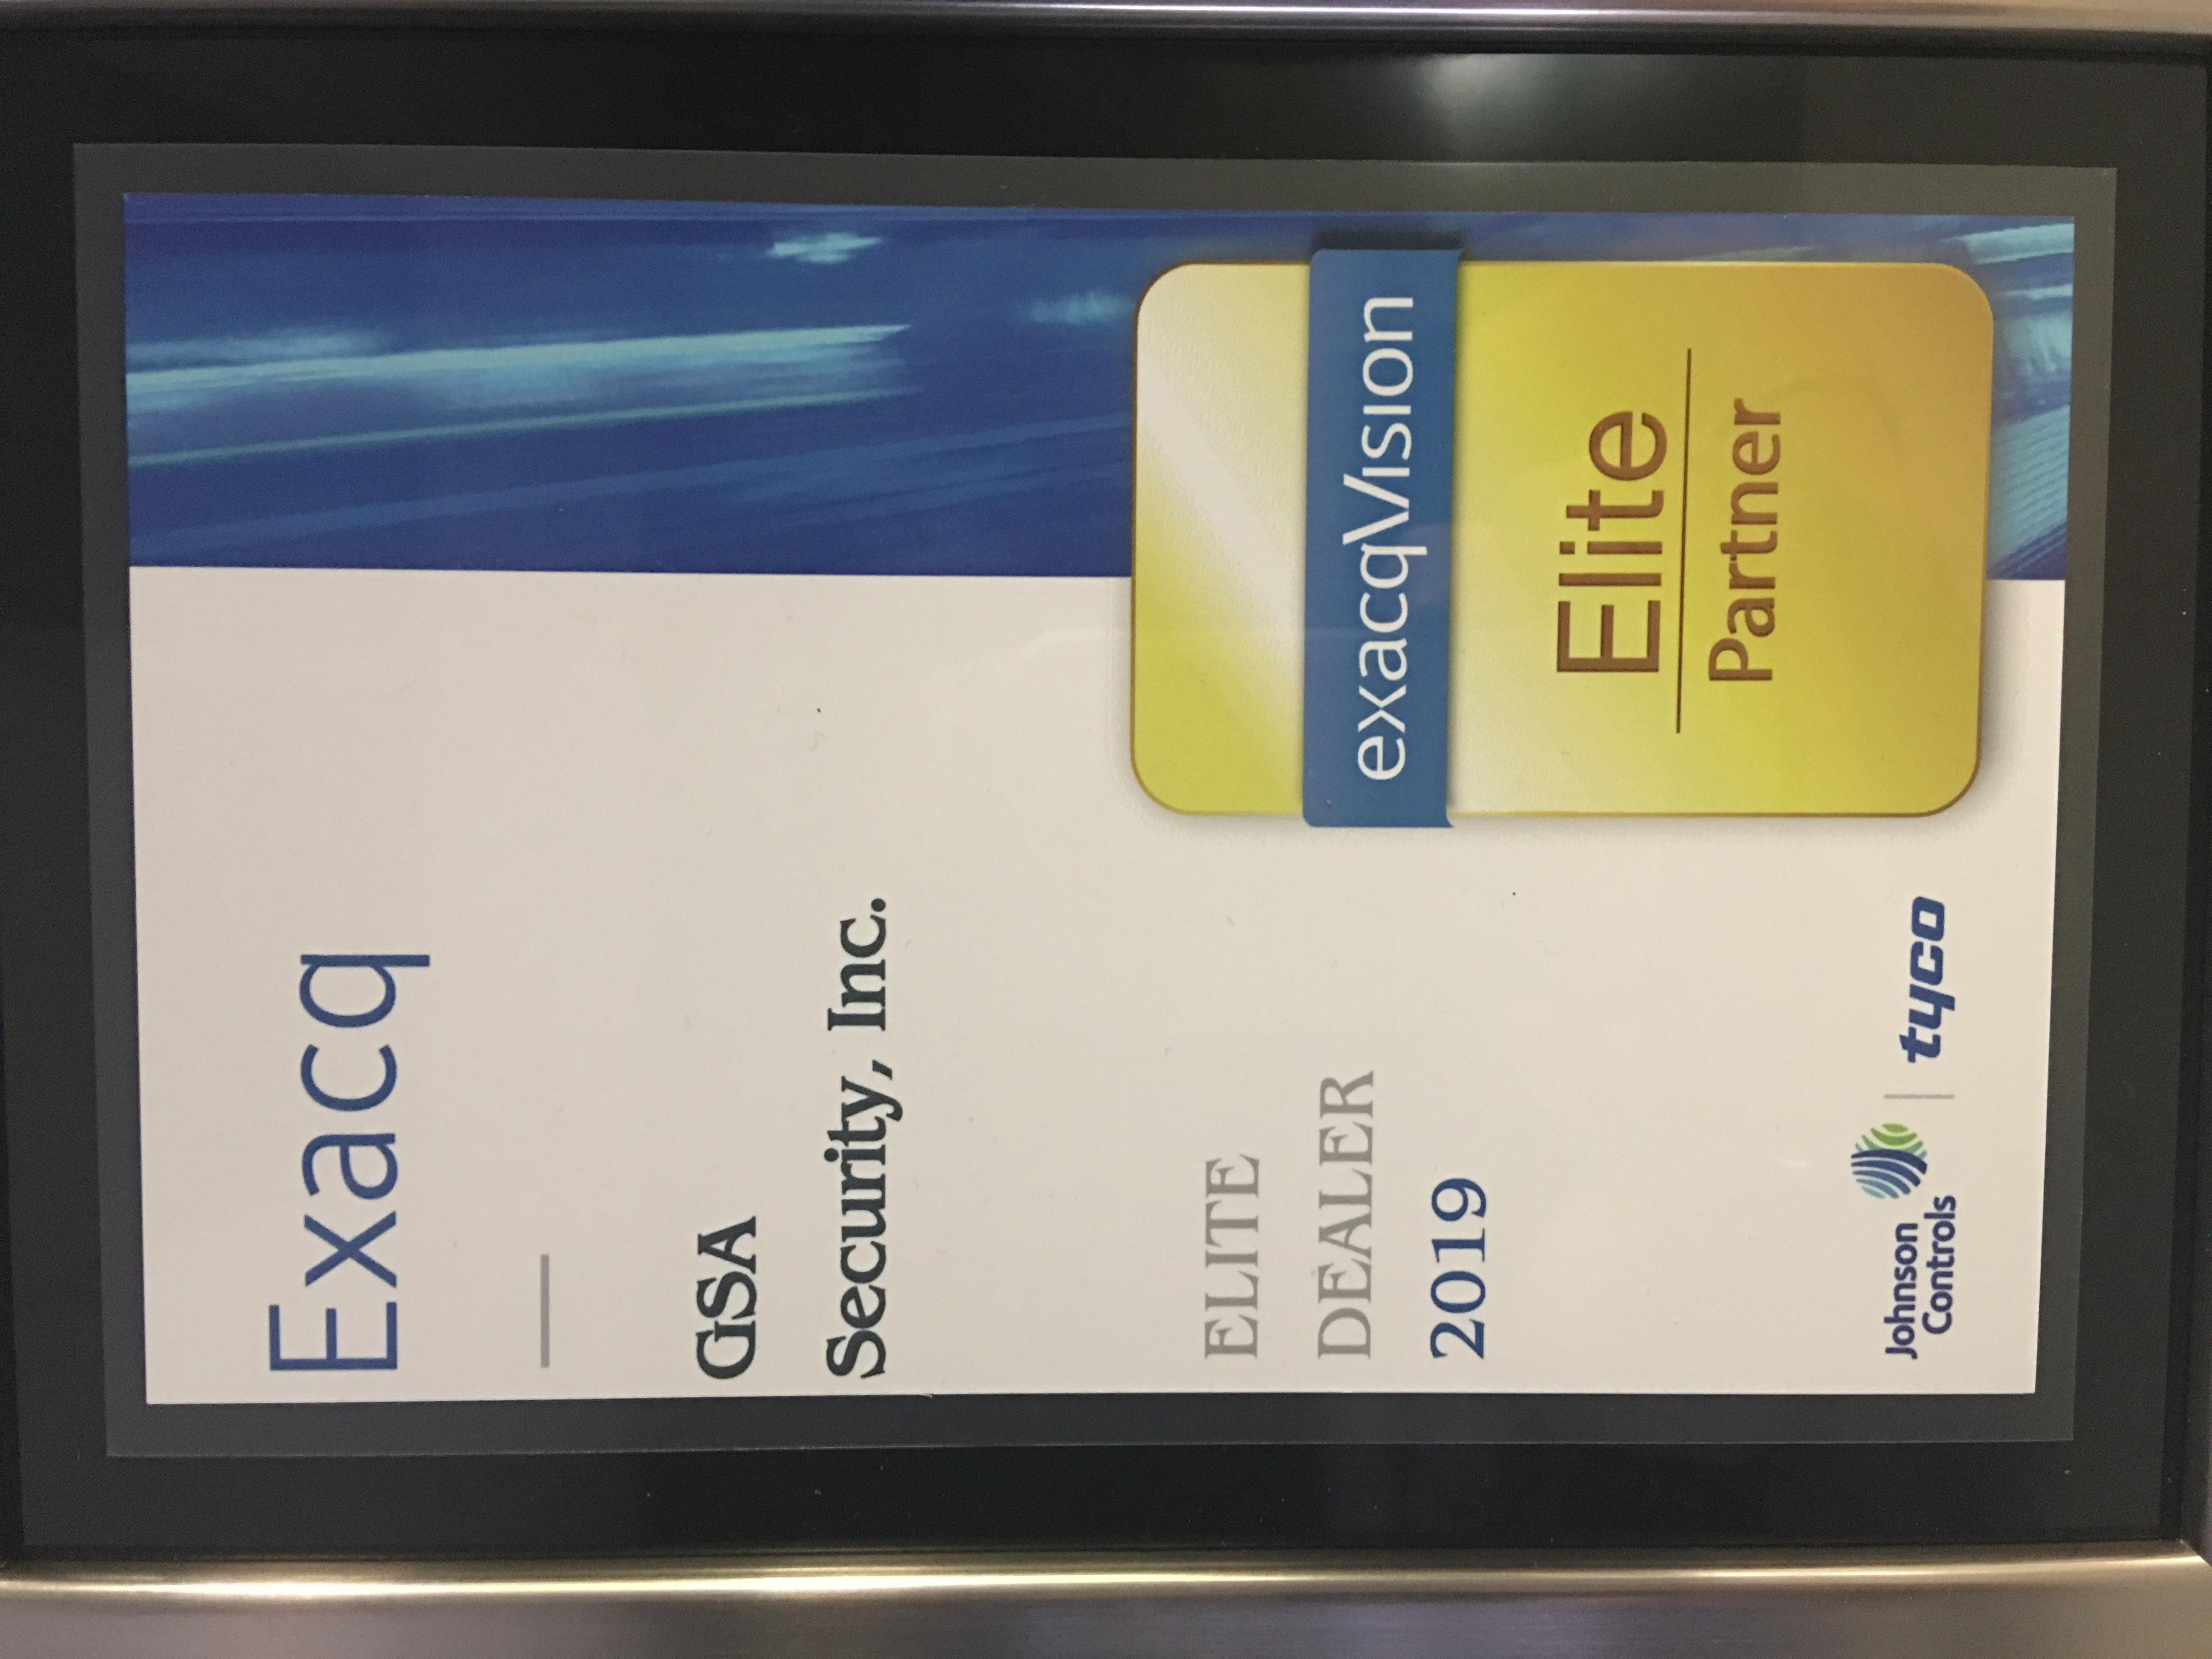 Exacq
GSA
Security, Inc.
ELITE
DEALER
2019
exacqVision
Elite
Partner
Johnson
Controls
tyco